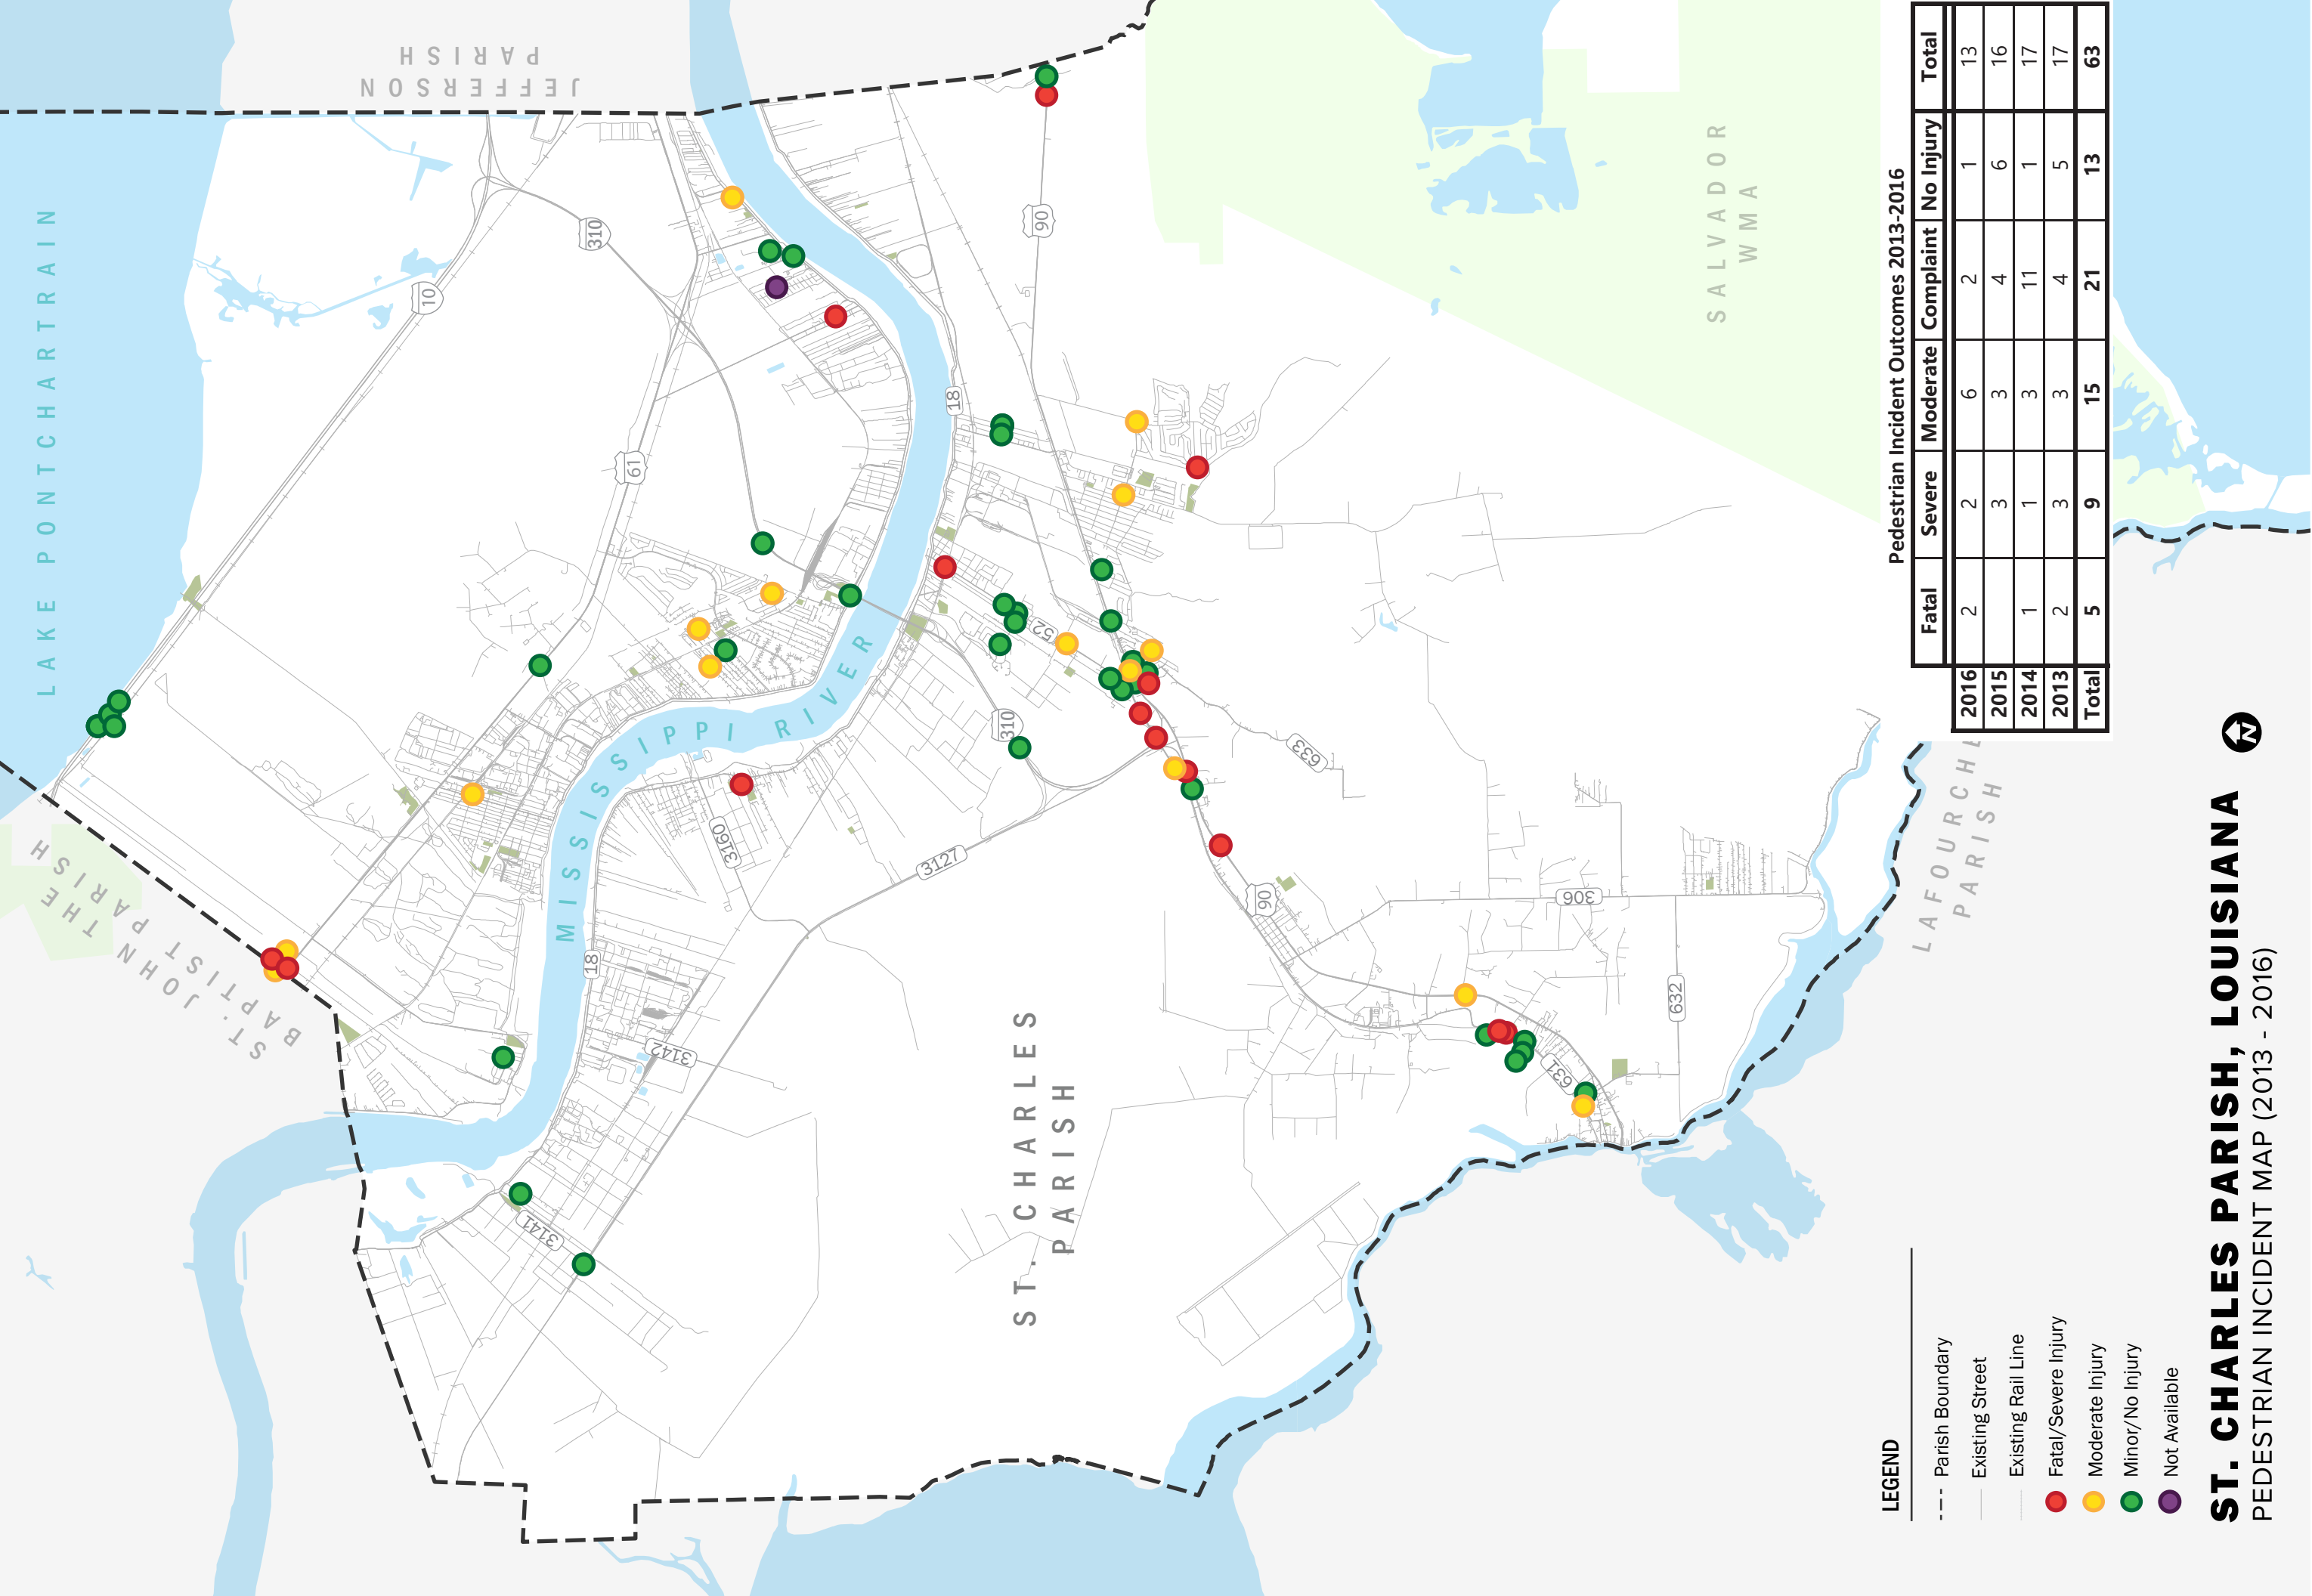 LAKE PONTCHARTRAIN
JEFFERSON
PARISH
ST. JOHN THE
BAPTIST PARISH
10
310
61
90
18
MISSISSIPPI RIVER
52
310
3160
3127
18
3142
3141
633
90
306
632
631
ST. CHARLES
PARISH
SALVADOR
WMA
LAFOURCHE
PARISH
Pedestrian Incident Outcomes 2013-2016
Fatal Severe Moderate Complaint No Injury Total
2016 2 2 6 2 1 13
2015 3 3 4 6 16
2014 1 1 3 11 1 17
2013 2 3 3 4 5 17
Total 5 9 15 21 13 63
LEGEND
Parish Boundary
Existing Street
Existing Rail Line
Fatal/Severe Injury
Moderate Injury
Minor/No Injury
Not Available
N
ST. CHARLES PARISH, LOUISIANA
PEDESTRIAN INCIDENT MAP (2013 - 2016)